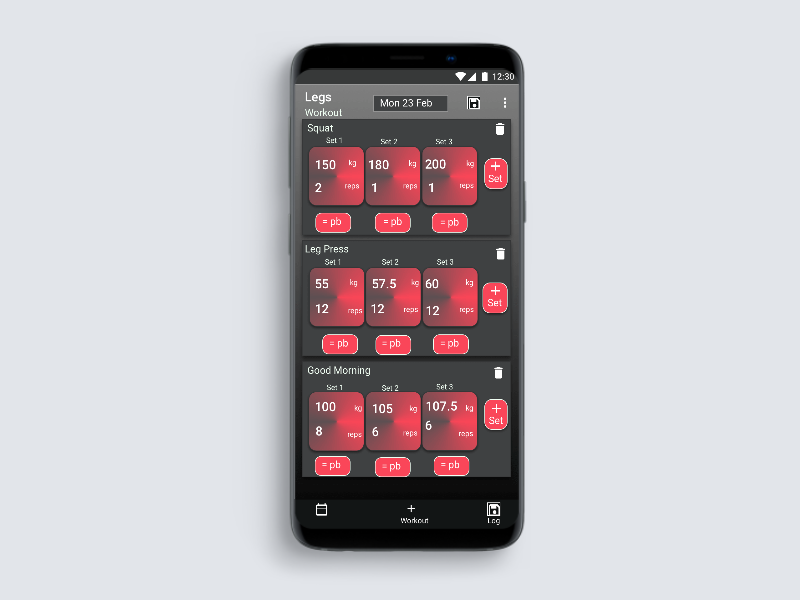 12:30
Legs
Workout
Mon 23 Feb
Squat
Set 1 Set 2 Set 3
150 kg 180 kg 200 kg
2 reps 1 reps 1 reps
+
Set
= pb = pb = pb
Leg Press
Set 1 Set 2 Set 3
55 kg 57.5 kg 60 kg
12 reps 12 reps 12 reps
+
Set
= pb = pb = pb
Good Morning
Set 1 Set 2 Set 3
100 kg 105 kg 107.5 kg
8 reps 6 reps 6 reps
+
Set
= pb = pb = pb
+
Workout
Log